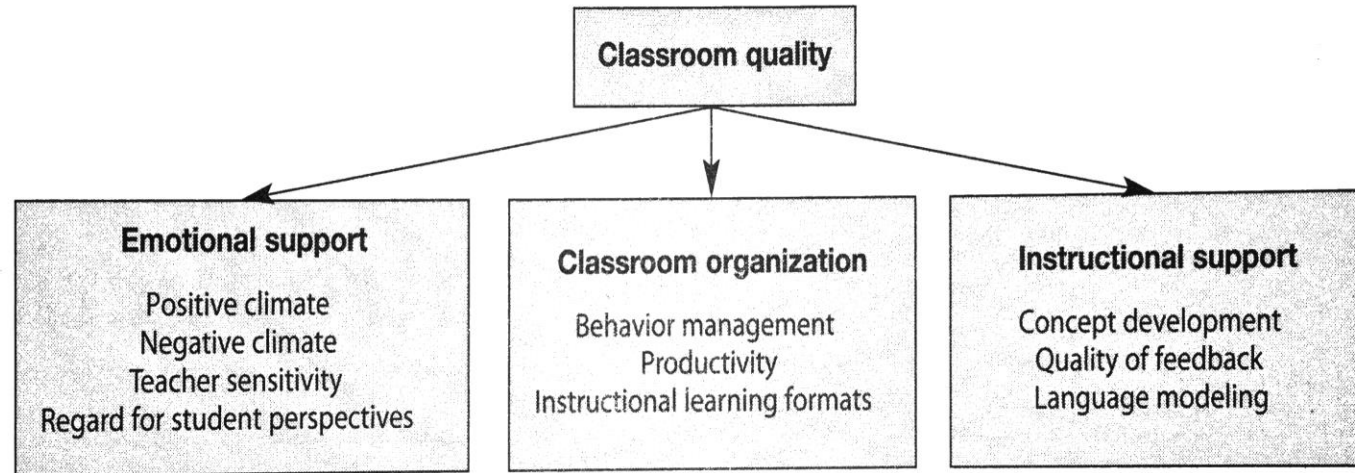 Classroom quality
Emotional support
Positive climate
Negative climate
Teacher sensitivity
Regard for student perspectives
Classroom organization
Behavior management
Productivity
Instructional learning formats
Instructional support
Concept development
Quality of feedback
Language modeling